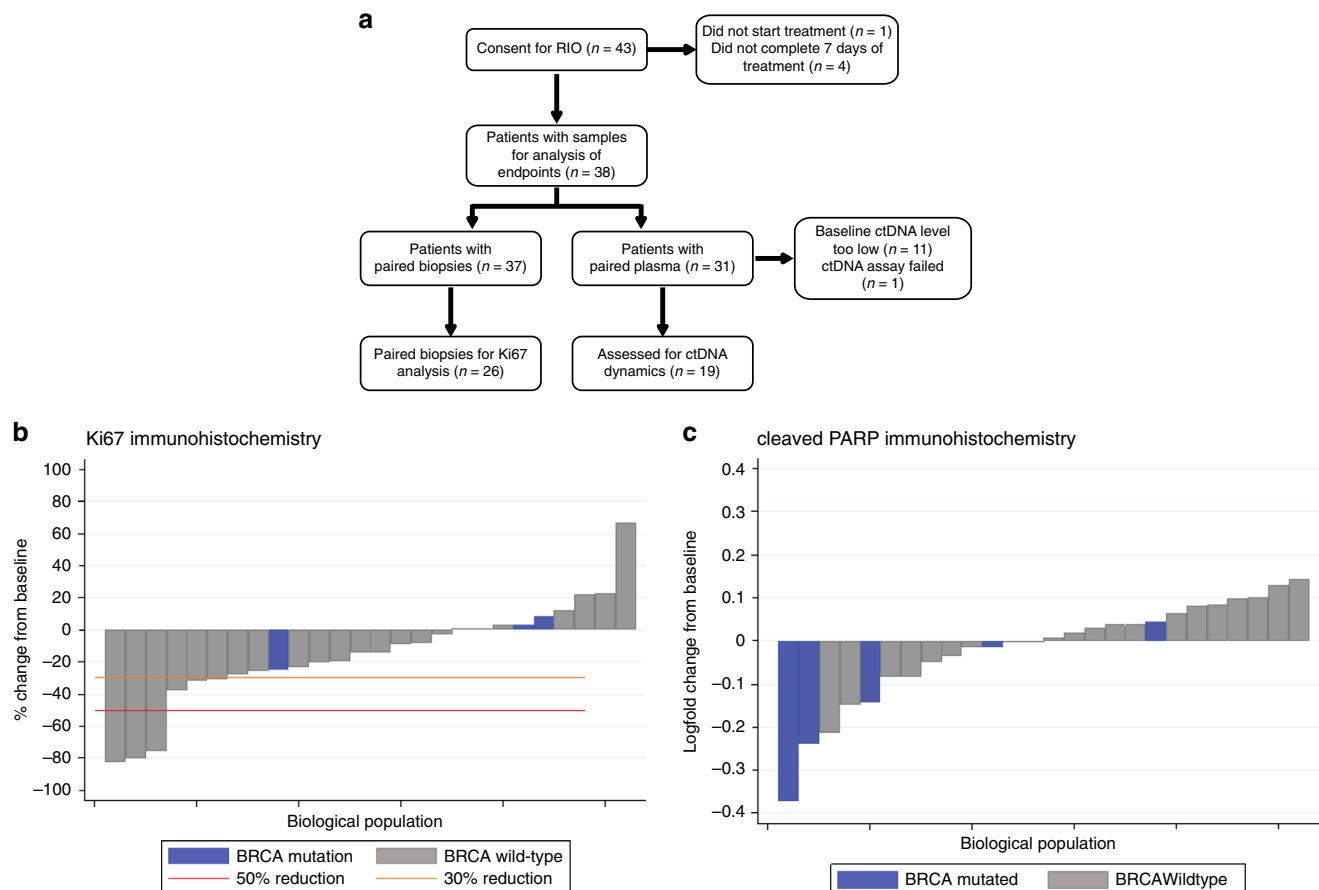 a
Consent for RIO (n = 43)
Did not start treatment (n = 1)
Did not complete 7 days of
treatment (n = 4)
Patients with samples
for analysis of
endpoints (n = 38)
Patients with
paired biopsies (n = 37)
Patients with
paired plasma (n = 31)
Baseline ctDNA level
too low (n = 11)
ctDNA assay failed
(n = 1)
Paired biopsies for Ki67
analysis (n = 26)
Assessed for ctDNA
dynamics (n = 19)
b
Ki67 immunohistochemistry
% change from baseline
100
80
60
40
20
0
−20
−40
−60
−80
−100
Biological population
BRCA mutation
BRCA wild-type
50% reduction
30% reduction
c
cleaved PARP immunohistochemistry
Logfold change from baseline
0.4
0.3
0.2
0.1
0
−0.1
−0.2
−0.3
−0.4
Biological population
BRCA mutated
BRCAWildtype